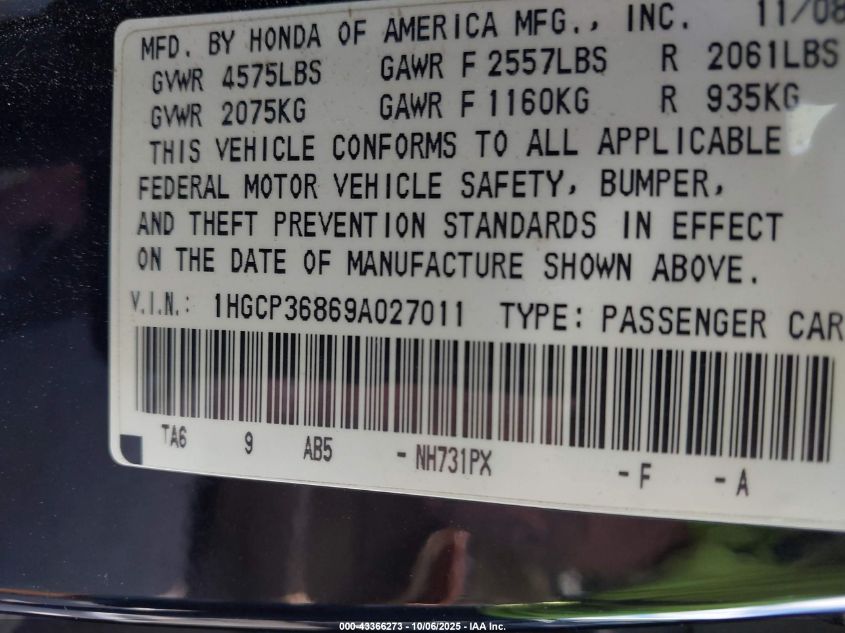 MFD. BY HONDA OF AMERICA MFG., INC. 11/08
GVWR 4575LBS GAWR F 2557LBS R 2061LBS
GVWR 2075KG GAWR F 1160KG R 935KG
THIS VEHICLE CONFORMS TO ALL APPLICABLE
FEDERAL MOTOR VEHICLE SAFETY, BUMPER,
AND THEFT PREVENTION STANDARDS IN EFFECT
ON THE DATE OF MANUFACTURE SHOWN ABOVE.
V.I.N.: 1HGCP36869A027011 TYPE: PASSENGER CAR
TA6 9 AB5 - NH731PX - F - A
000-43366273 - 10/06/2025 - IAA Inc.